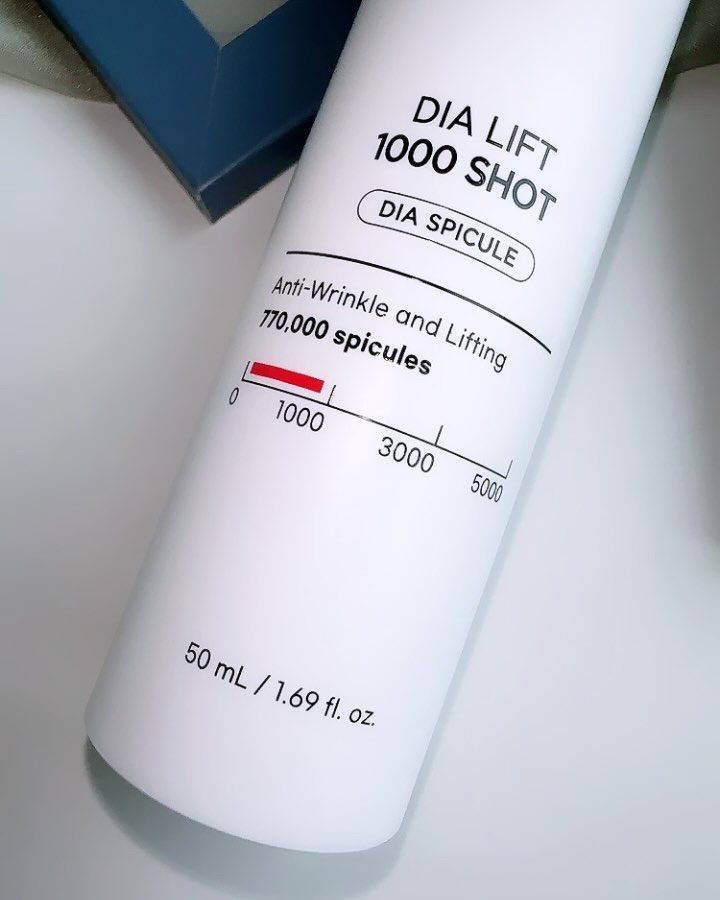 DIA LIFT
1000 SHOT
DIA SPICULE
Anti-Wrinkle and Lifting
770,000 spicules
0 1000 3000 5000
50 mL / 1.69 fl. oz.